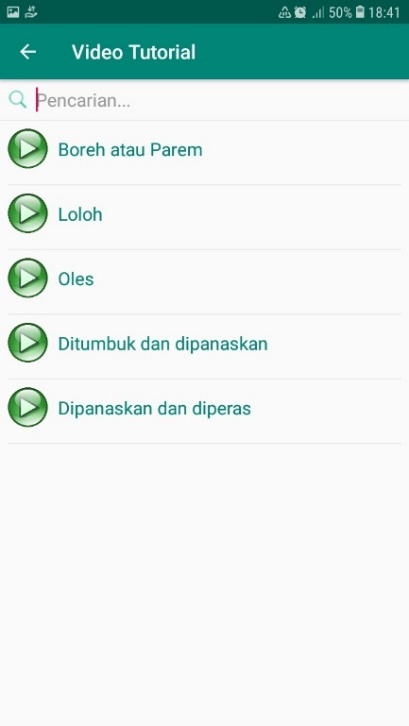 50% 18:41
Video Tutorial
Pencarian...
Boreh atau Parem
Loloh
Oles
Ditumbuk dan dipanaskan
Dipanaskan dan diperas